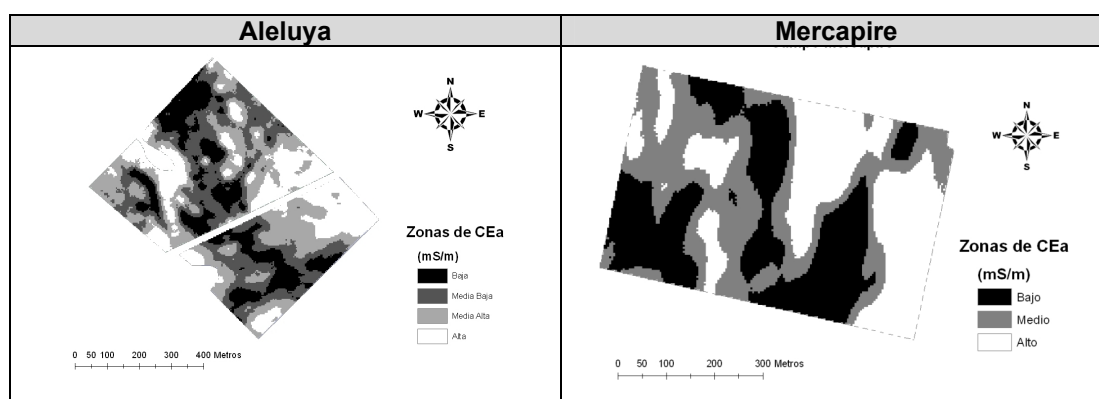 Aleluya
Mercapire
N
W E
S
Zonas de CEa
(mS/m)
Baja
Media Baja
Media Alta
Alta
0 50 100 200 300 400 Metros
N
W E
S
Zonas de CEa
(mS/m)
Bajo
Medio
Alto
0 50 100 200 300 Metros